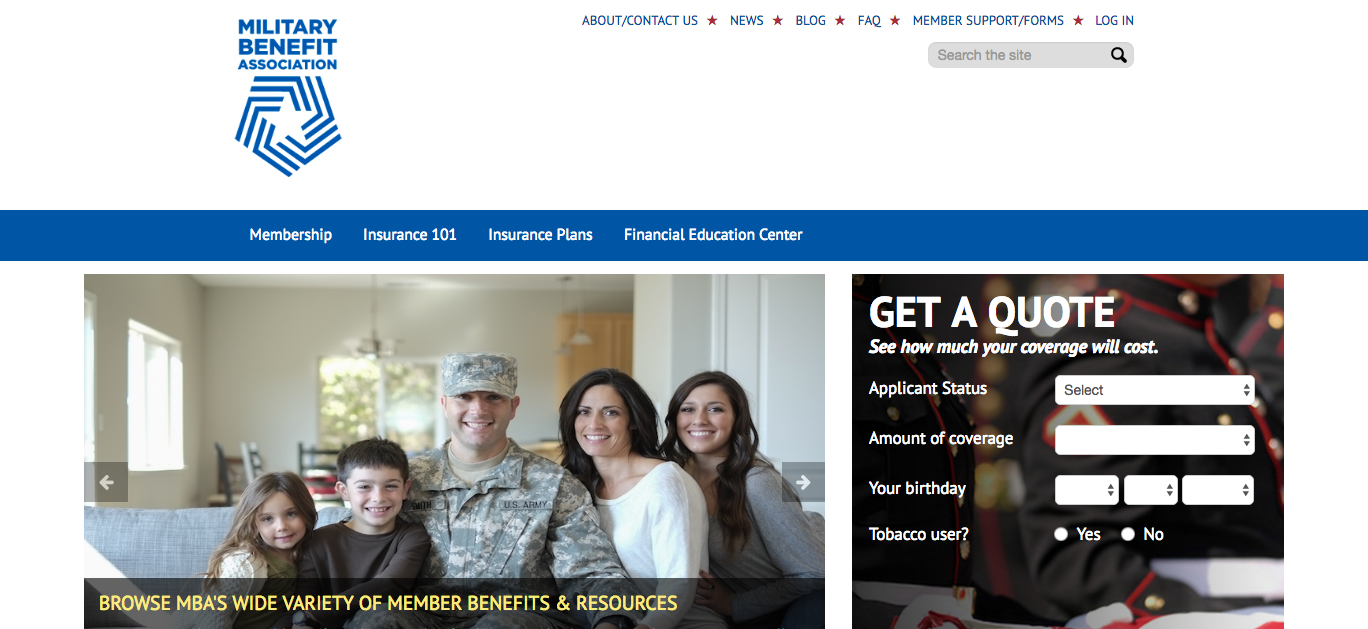 MILITARY
BENEFIT
ASSOCIATION
ABOUT/CONTACT US ★ NEWS ★ BLOG ★ FAQ ★ MEMBER SUPPORT/FORMS ★ LOG IN
Search the site
Membership Insurance 101 Insurance Plans Financial Education Center
SMITH U.S. ARMY
BROWSE MBA'S WIDE VARIETY OF MEMBER BENEFITS & RESOURCES
GET A QUOTE
See how much your coverage will cost.
Applicant Status Select
Amount of coverage
Your birthday
Tobacco user? Yes No